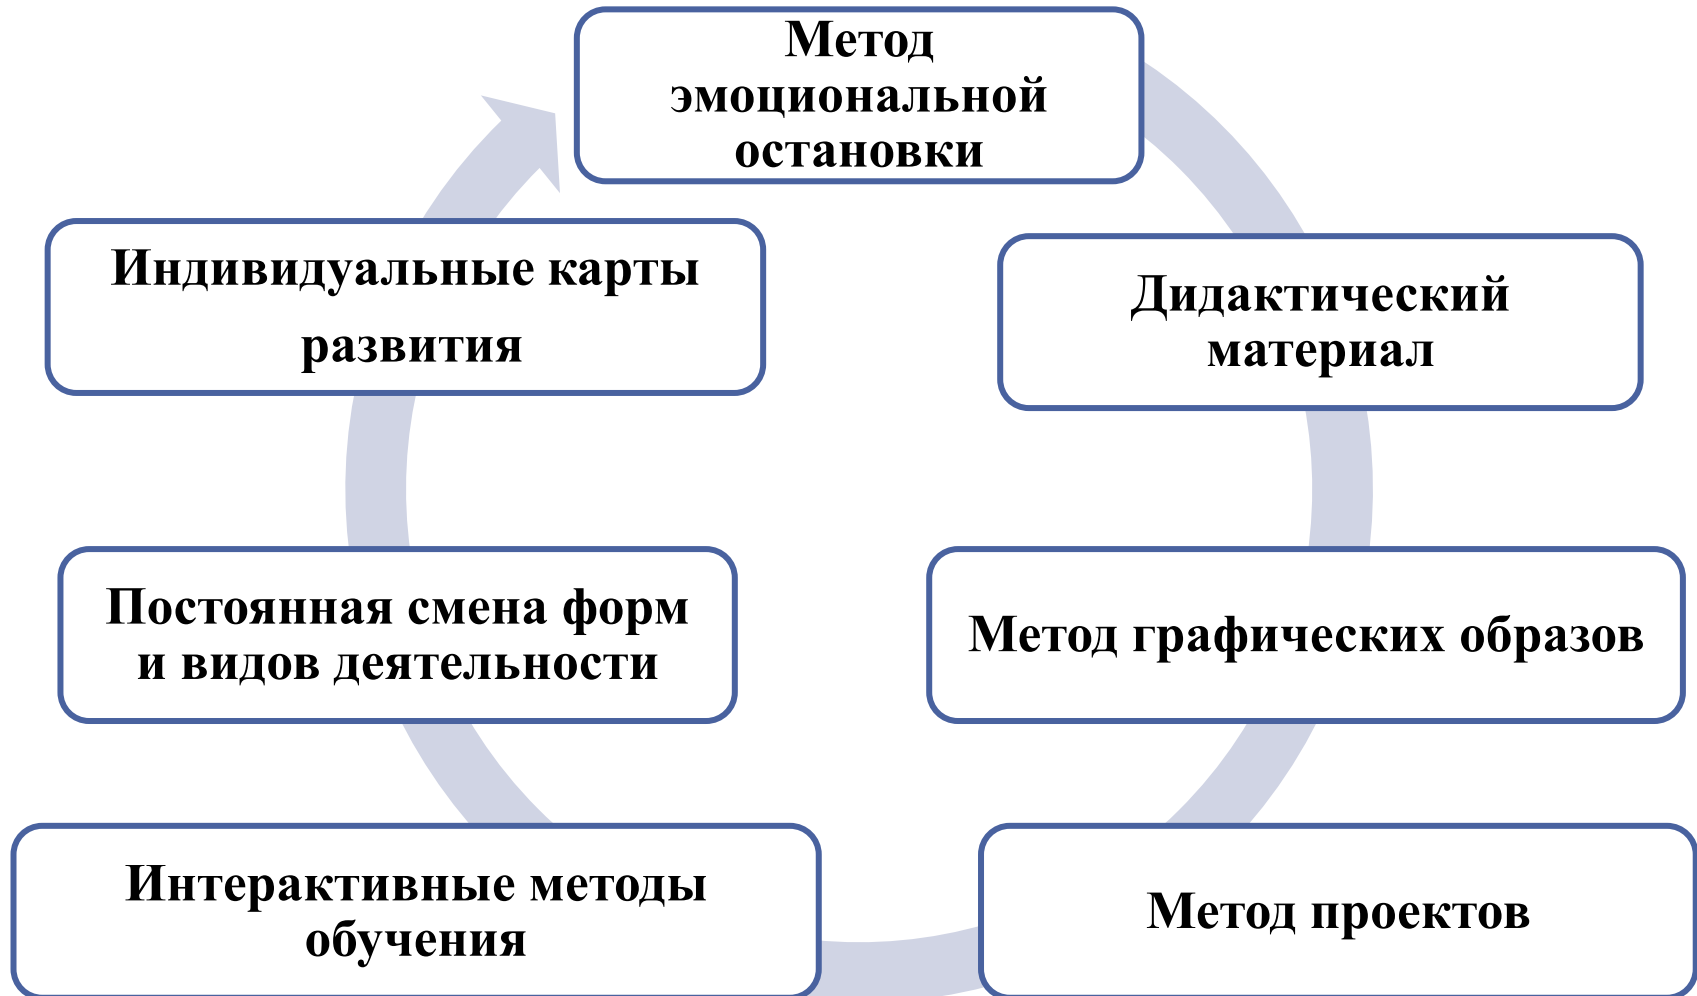 Метод
эмоциональной
остановки
Дидактический
материал
Метод графических образов
Метод проектов
Интерактивные методы
обучения
Постоянная смена форм
и видов деятельности
Индивидуальные карты
развития